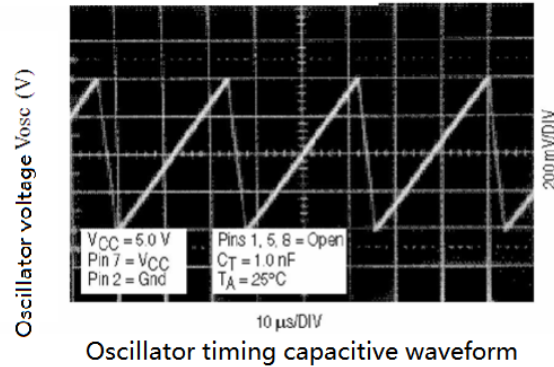 Oscillator voltage Vosc (V)
VCC = 5.0 V
Pin 7 = VCC
Pin 2 = Gnd
Pins 1, 5, 8 = Open
CT = 1.0 nF
TA = 25°C
200 mV/DIV
10 µs/DIV
Oscillator timing capacitive waveform